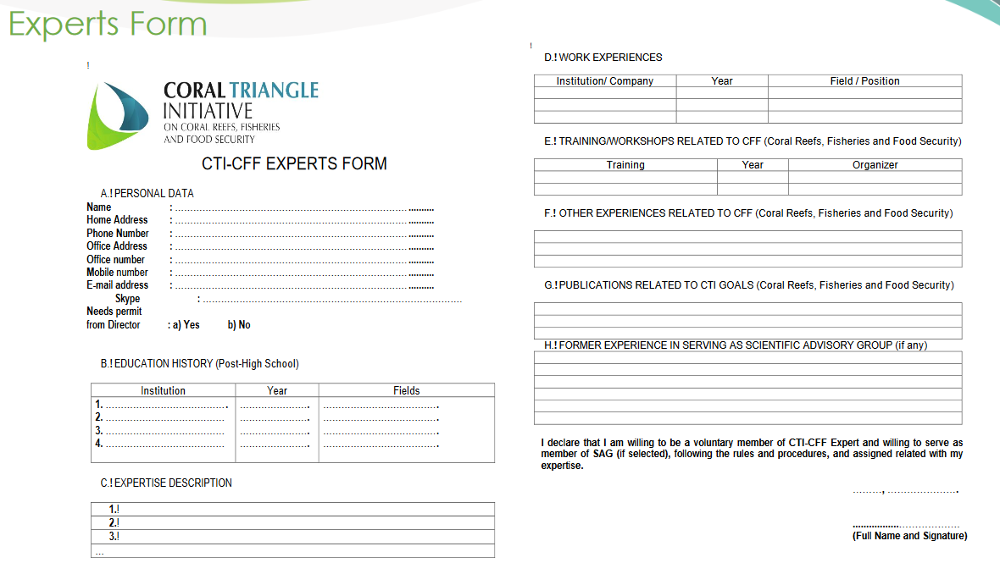 Experts Form
!
CORAL TRIANGLE
INITIATIVE
ON CORAL REEFS, FISHERIES
AND FOOD SECURITY
CTI-CFF EXPERTS FORM
A.! PERSONAL DATA
Name : ....................................................................................
Home Address : ....................................................................................
Phone Number : ....................................................................................
Office Address : ....................................................................................
Office number : ....................................................................................
Mobile number : ....................................................................................
E-mail address : ....................................................................................
Skype : ....................................................................................
Needs permit
from Director : a) Yes b) No
B.! EDUCATION HISTORY (Post-High School)
Institution Year Fields
1. ........................................ ........................ ........................................
2. ........................................ ........................ ........................................
3. ........................................ ........................ ........................................
4. ........................................ ........................ ........................................
C.! EXPERTISE DESCRIPTION
1.!
2.!
3.!
...
!
D.! WORK EXPERIENCES
Institution/ Company Year Field / Position
E.! TRAINING/WORKSHOPS RELATED TO CFF (Coral Reefs, Fisheries and Food Security)
Training Year Organizer
F.! OTHER EXPERIENCES RELATED TO CFF (Coral Reefs, Fisheries and Food Security)
G.! PUBLICATIONS RELATED TO CTI GOALS (Coral Reefs, Fisheries and Food Security)
H.! FORMER EXPERIENCE IN SERVING AS SCIENTIFIC ADVISORY GROUP (if any)
I declare that I am willing to be a voluntary member of CTI-CFF Expert and willing to serve as
member of SAG (if selected), following the rules and procedures, and assigned related with my
expertise.
........., ......................
....................................
(Full Name and Signature)